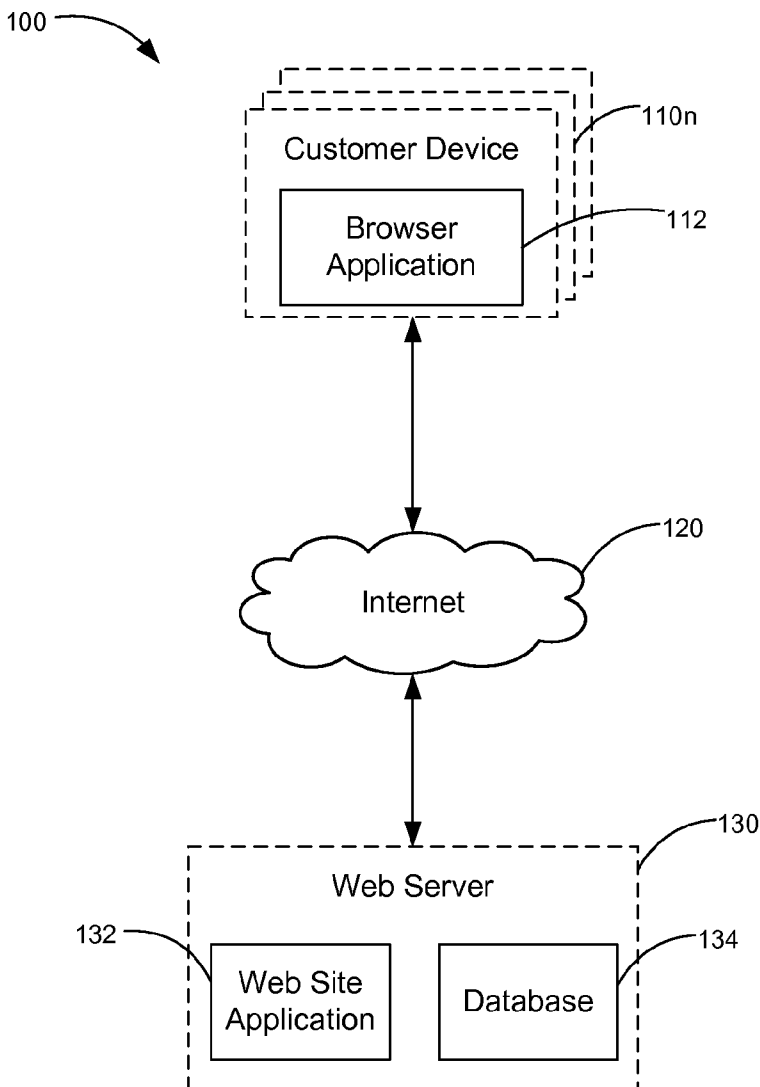 100
110n
Customer Device
Browser
Application
112
120
Internet
130
Web Server
132
134
Web Site
Application
Database